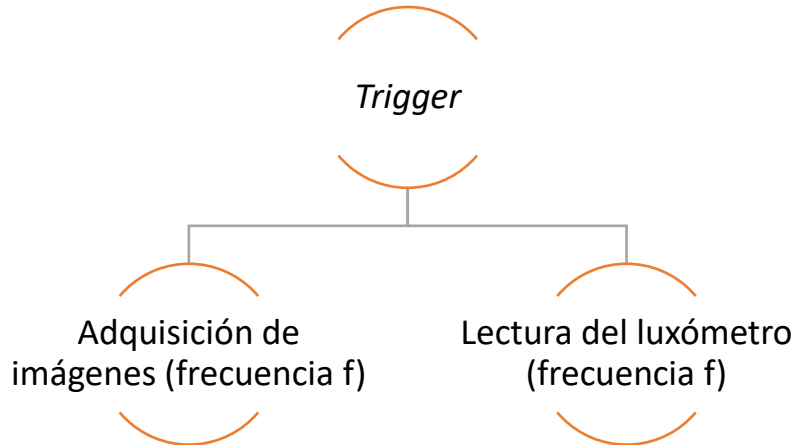 Trigger
Adquisición de
imágenes (frecuencia f)
Lectura del luxómetro
(frecuencia f)